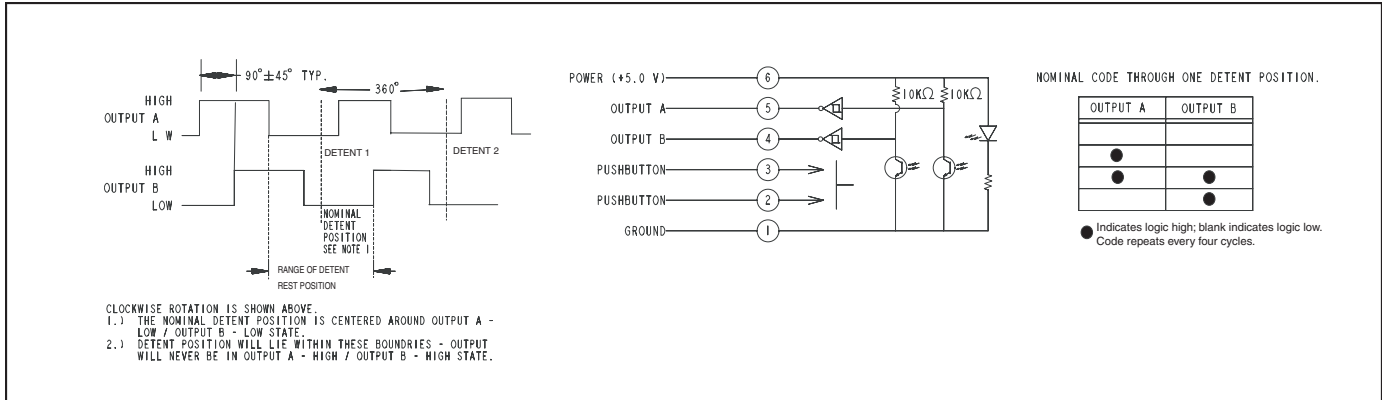 90°±45° TYP.
360°
HIGH
OUTPUT A
L W
DETENT 1
DETENT 2
HIGH
OUTPUT B
LOW
NOMINAL
DETENT
POSITION
SEE NOTE 1
RANGE OF DETENT
REST POSITION
CLOCKWISE ROTATION IS SHOWN ABOVE.
1.) THE NOMINAL DETENT POSITION IS CENTERED AROUND OUTPUT A -
LOW / OUTPUT B - LOW STATE.
2.) DETENT POSITION WILL LIE WITHIN THESE BOUNDRIES - OUTPUT
WILL NEVER BE IN OUTPUT A - HIGH / OUTPUT B - HIGH STATE.
POWER (+5.0 V) 6
10KΩ 10KΩ
OUTPUT A 5
OUTPUT B 4
PUSHBUTTON 3
PUSHBUTTON 2
GROUND 1
NOMINAL CODE THROUGH ONE DETENT POSITION.
OUTPUT A OUTPUT B
Indicates logic high; blank indicates logic low.
Code repeats every four cycles.